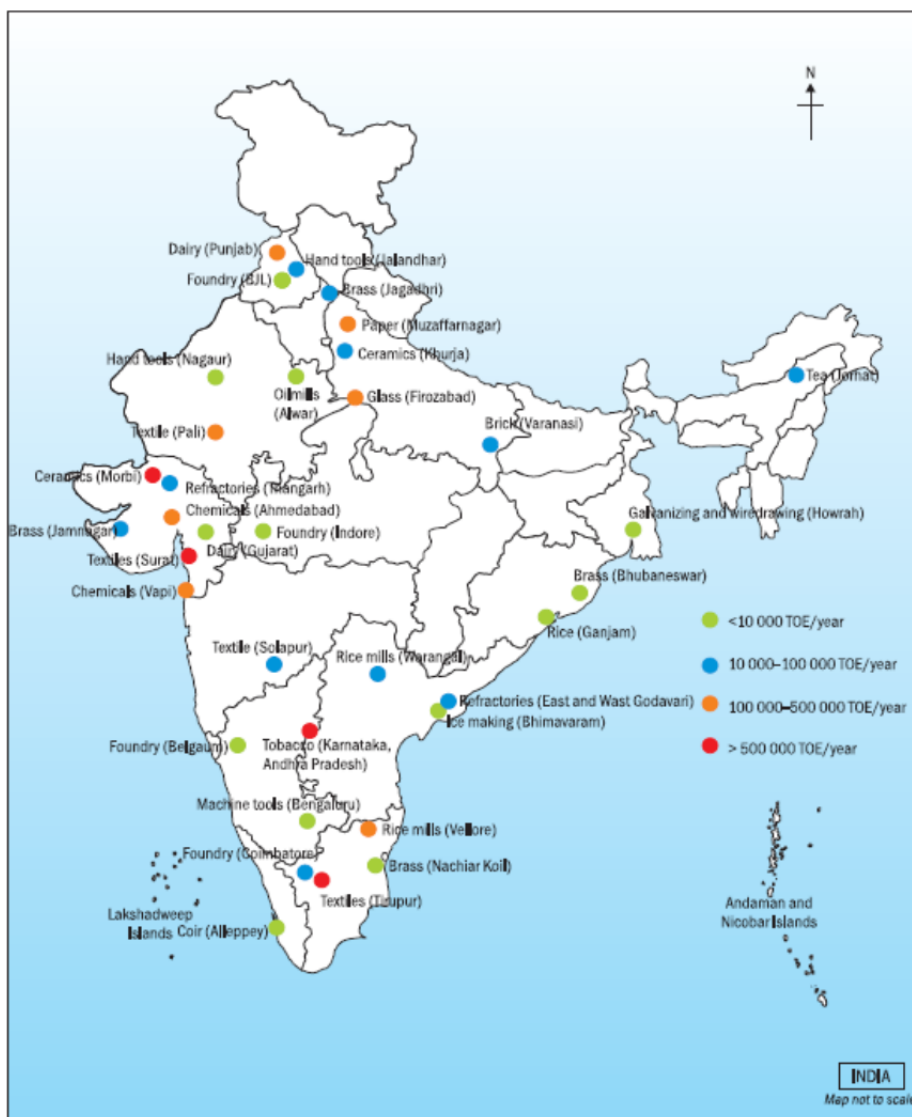 N
Dairy (Punjab)
Hand tools (Jalandhar)
Foundry (BJL)
Brass (Jagadhri)
Paper (Muzaffarnagar)
Hand tools (Nagaur)
Ceramics (Khurja)
Tea (Jorhat)
Oilmills
(Alwar)
Glass (Firozabad)
Brick (Varanasi)
Textile (Pali)
Ceramics (Morbi)
Refractories (Thangarh)
Chemicals (Ahmedabad)
Galvanizing and wiredrawing (Howrah)
Brass (Jamnagar)
Foundry (Indore)
Dairy (Gujarat)
Textiles (Surat)
Brass (Bhubaneswar)
Chemicals (Vapi)
<10 000 TOE/year
Rice (Ganjam)
Textile (Solapur)
Rice mills (Warangal)
10 000–100 000 TOE/year
Refractories (East and Wast Godavari)
100 000–500 000 TOE/year
Ice making (Bhimavaram)
Foundry (Belgaum)
Tobacco (Karnataka,
Andhra Pradesh)
> 500 000 TOE/year
Machine tools (Bengaluru)
Rice mills (Vellore)
Foundry (Coimbatore)
Brass (Nachiar Koil)
Textiles (Tirupur)
Andaman and
Nicobar Islands
Lakshadweep
Islands
Coir (Alleppey)
INDIA
Map not to scale